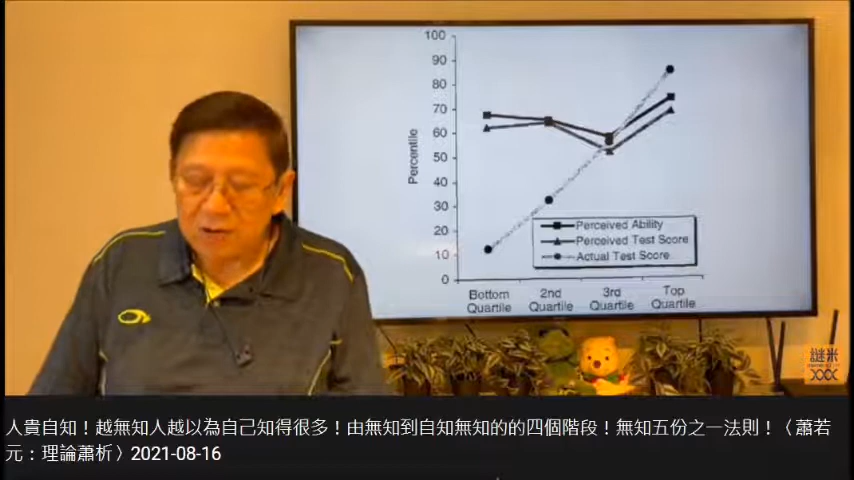 100
90
80
70
60
50
40
30
20
10
0
Percentile
Perceived Ability
Perceived Test Score
Actual Test Score
Bottom Quartile
2nd Quartile
3rd Quartile
Top Quartile
謎米
人貴自知！越無知人越以為自己知得很多！由無知到自知無知的的四個階段！無知五份之一法則！〈蕭若
元：理論蕭析〉2021-08-16